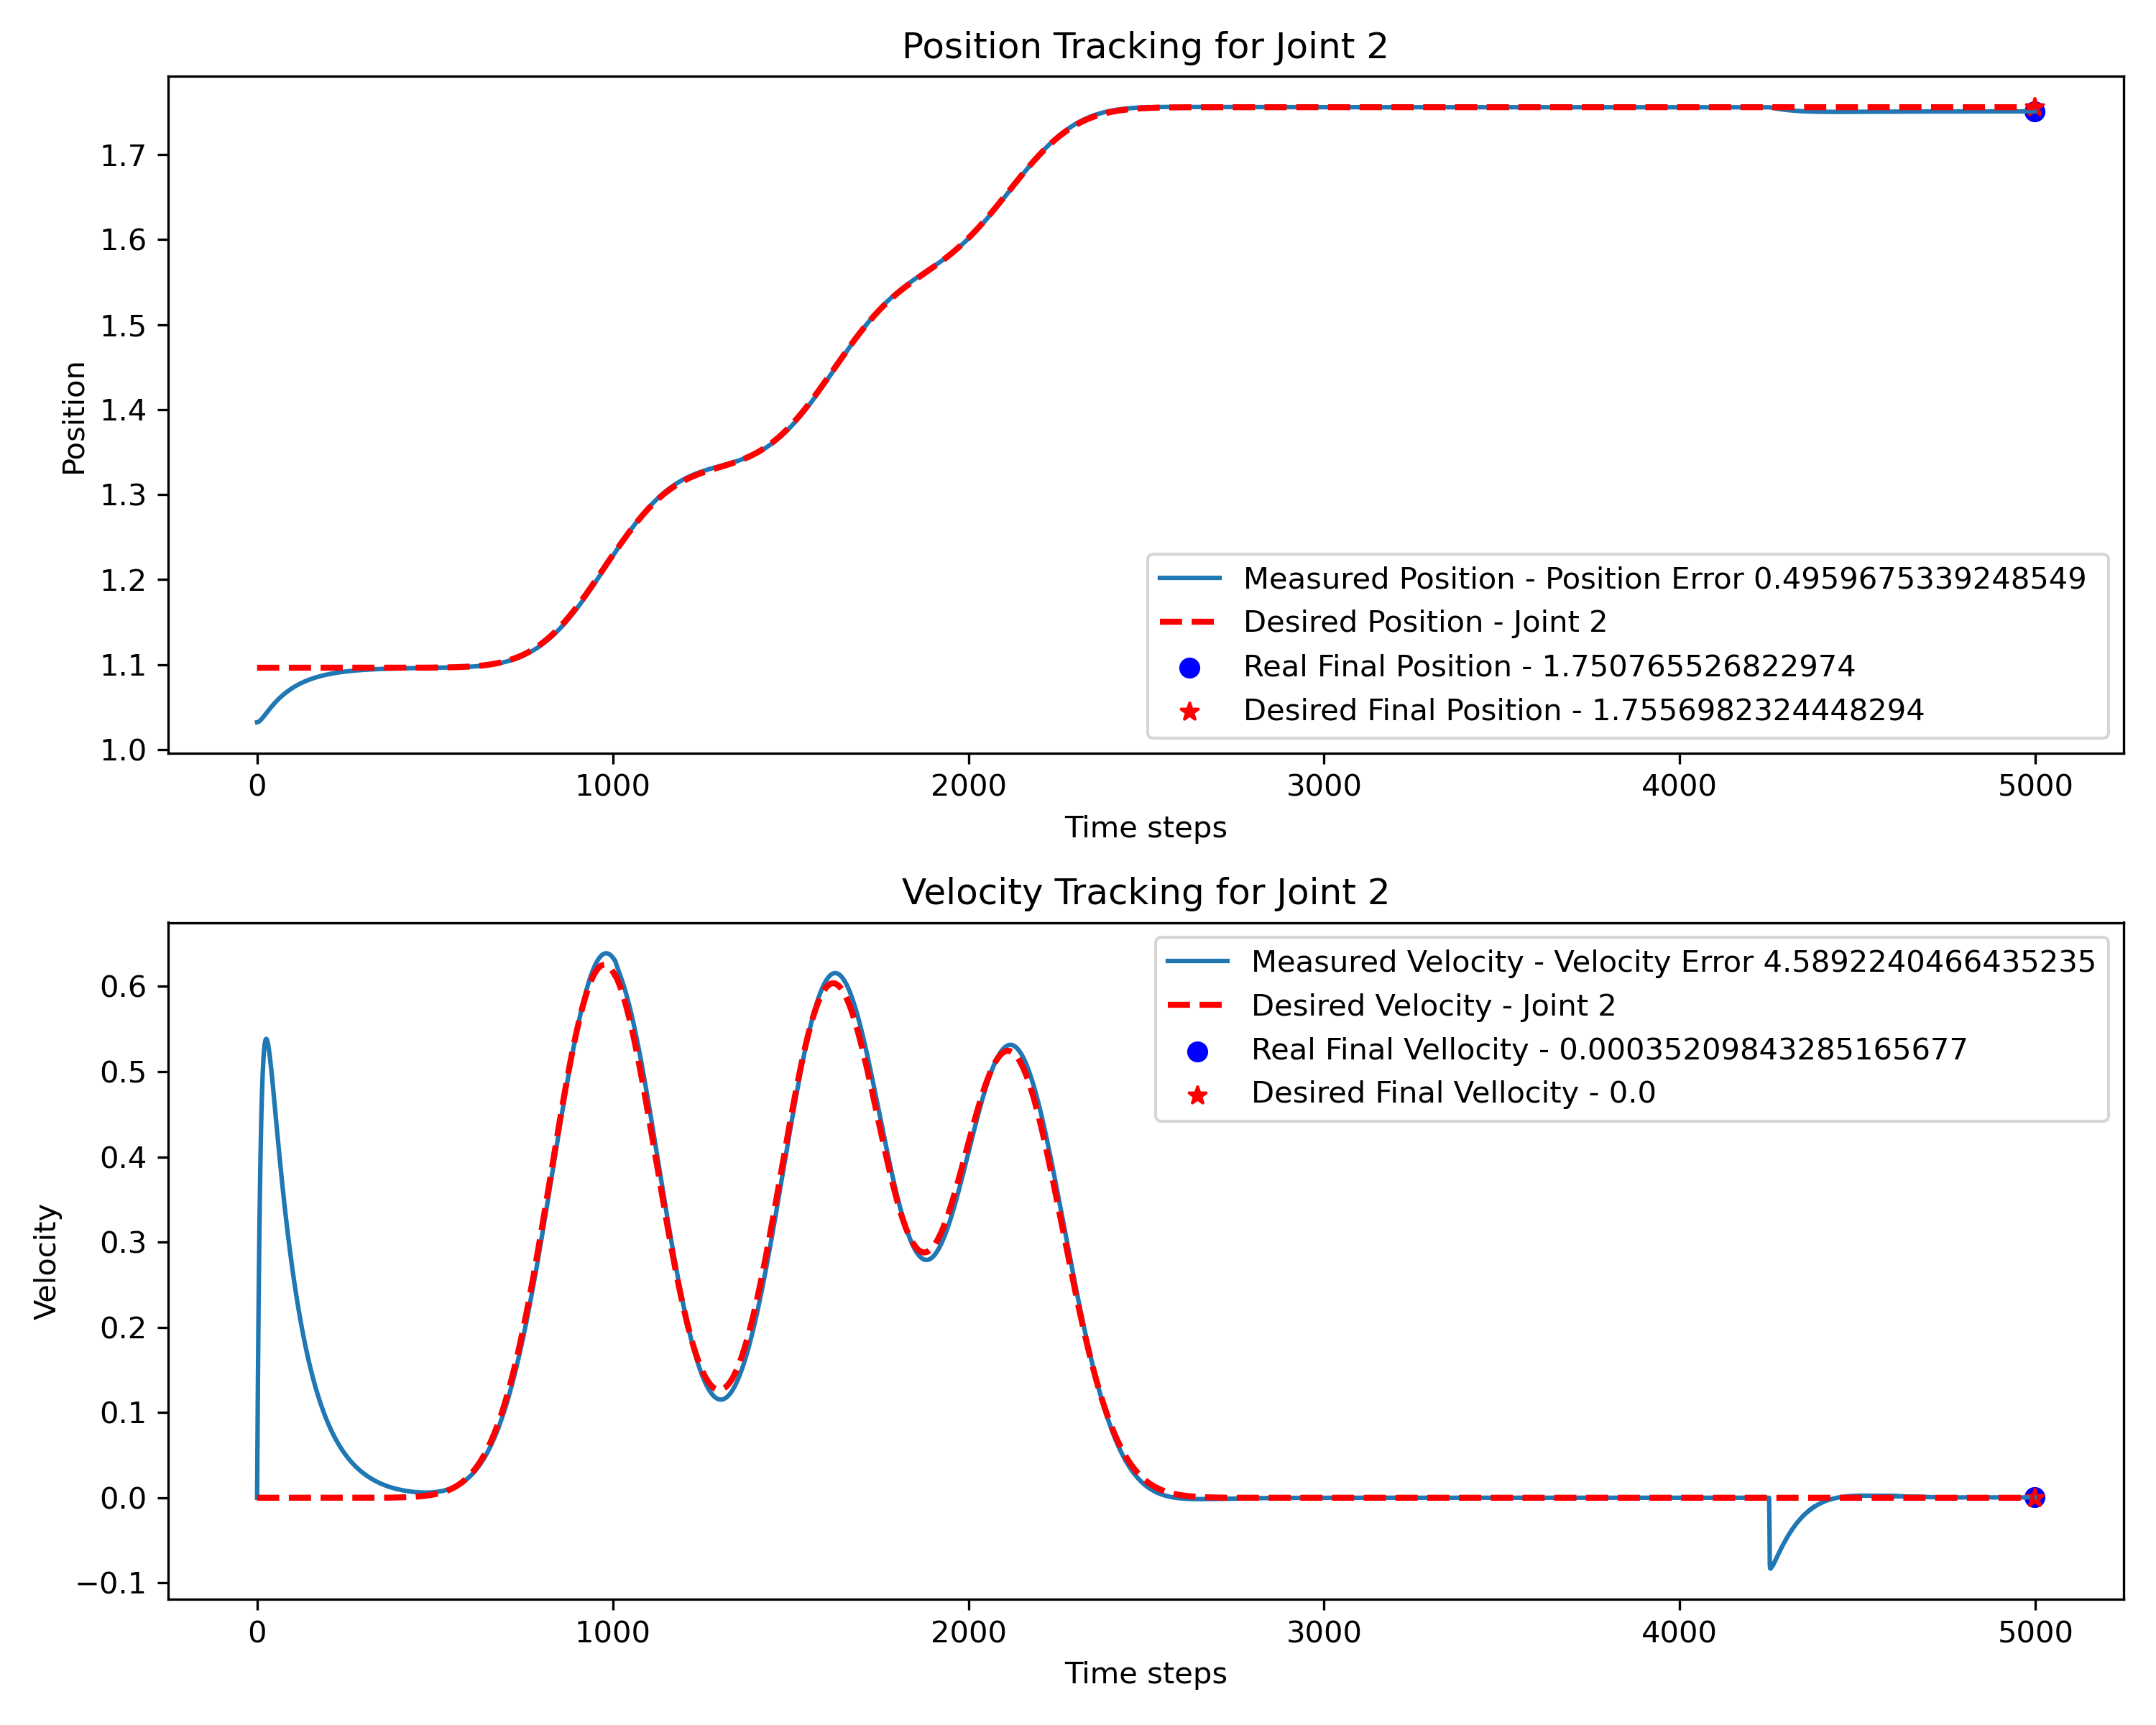 Position Tracking for Joint 2
Position
1.7
1.6
1.5
1.4
1.3
1.2
1.1
1.0
Measured Position - Position Error 0.4959675339248549
Desired Position - Joint 2
Real Final Position - 1.750765526822974
Desired Final Position - 1.7556982324448294
0 1000 2000 3000 4000 5000
Time steps
Velocity Tracking for Joint 2
Velocity
0.6
0.5
0.4
0.3
0.2
0.1
0.0
−0.1
Measured Velocity - Velocity Error 4.5892240466435235
Desired Velocity - Joint 2
Real Final Vellocity - 0.00035209843285165677
Desired Final Vellocity - 0.0
0 1000 2000 3000 4000 5000
Time steps